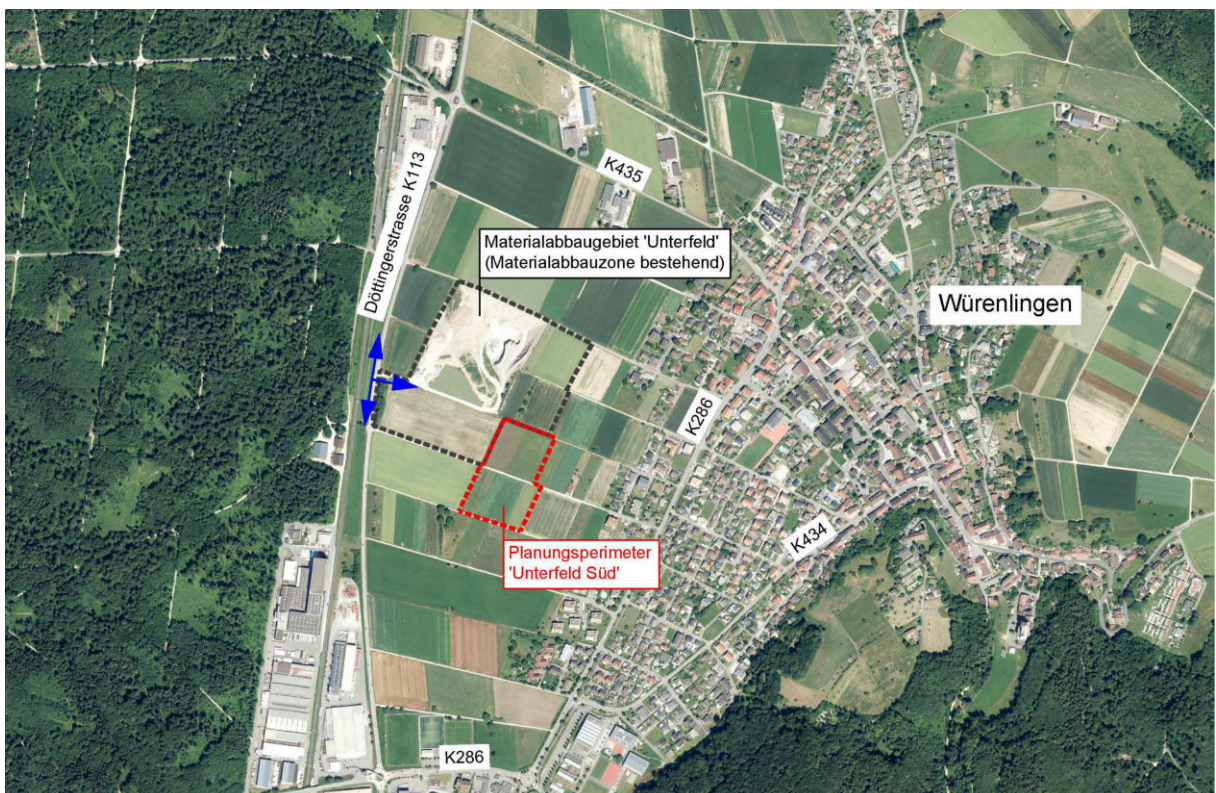 Döttingerstrasse K113
K435
Materialabbaugebiet 'Unterfeld'
(Materialabbauzone bestehend)
Würenlingen
K286
K434
Planungsperimeter
'Unterfeld Süd'
K286